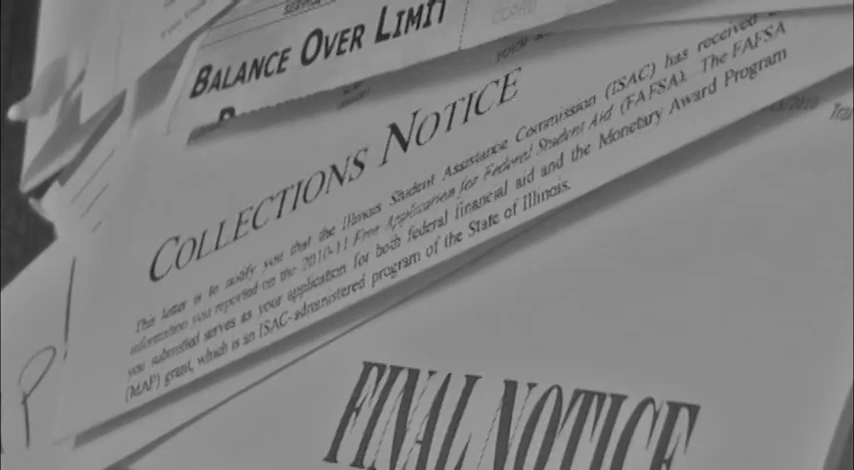 BALANCE OVER LIMIT
COLLECTIONS NOTICE
This letter is to notify you that the Illinois Student Assistance Commission (ISAC) has received
information you reported on the 2010-11 Free Application for Federal Student Aid (FAFSA). The FAFSA
you submitted serves as your application for both federal financial aid and the Monetary Award Program
(MAP) grant, which is an ISAC-administered program of the State of Illinois.
FINAL NOTICE